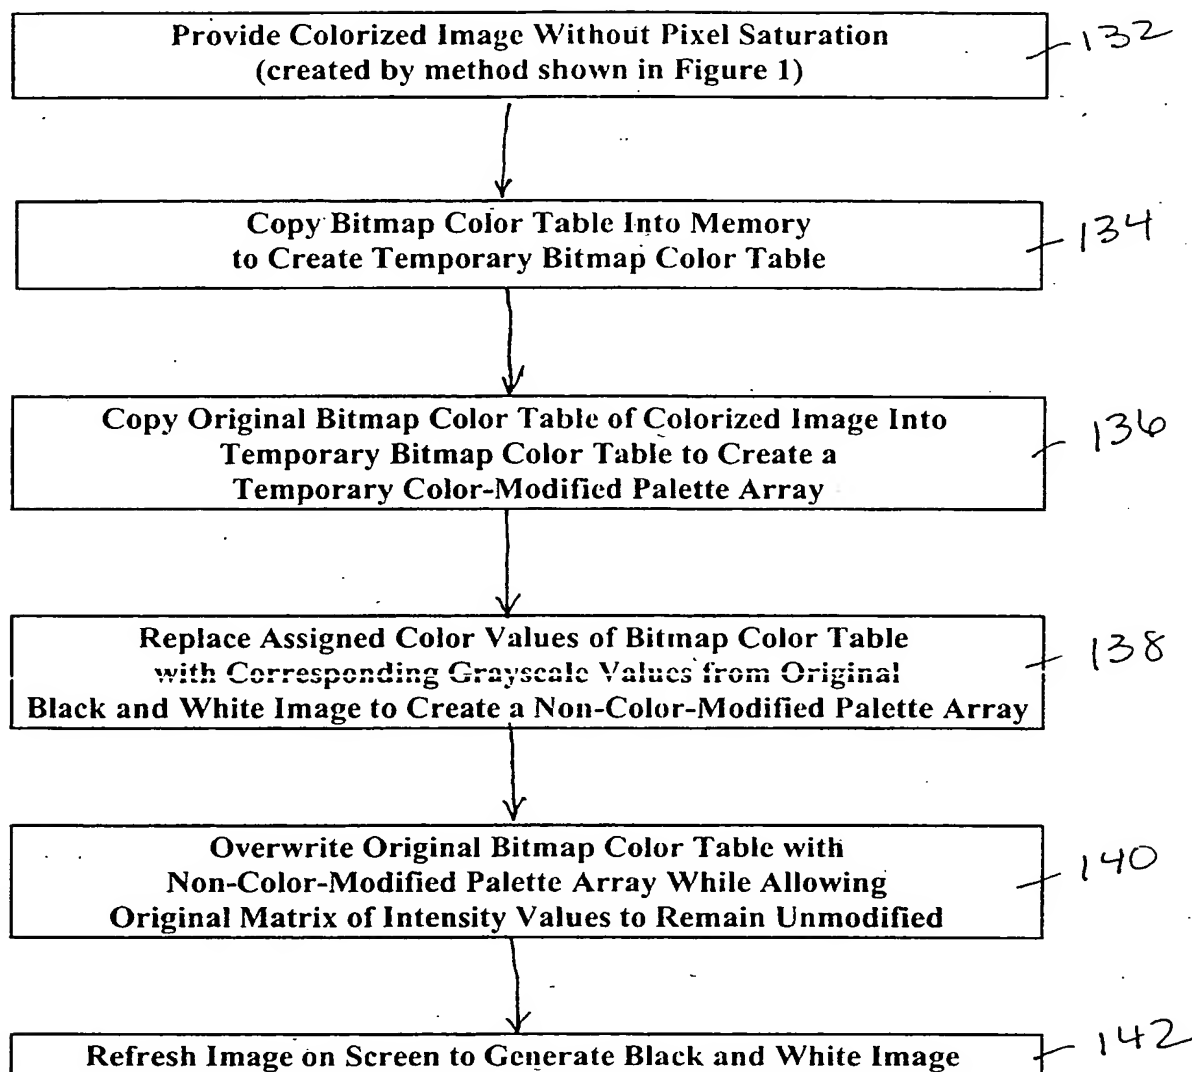 Provide Colorized Image Without Pixel Saturation
(created by method shown in Figure 1)
132
Copy Bitmap Color Table Into Memory
to Create Temporary Bitmap Color Table
134
Copy Original Bitmap Color Table of Colorized Image Into
Temporary Bitmap Color Table to Create a
Temporary Color-Modified Palette Array
136
Replace Assigned Color Values of Bitmap Color Table
with Corresponding Grayscale Values from Original
Black and White Image to Create a Non-Color-Modified Palette Array
138
Overwrite Original Bitmap Color Table with
Non-Color-Modified Palette Array While Allowing
Original Matrix of Intensity Values to Remain Unmodified
140
Refresh Image on Screen to Generate Black and White Image
142